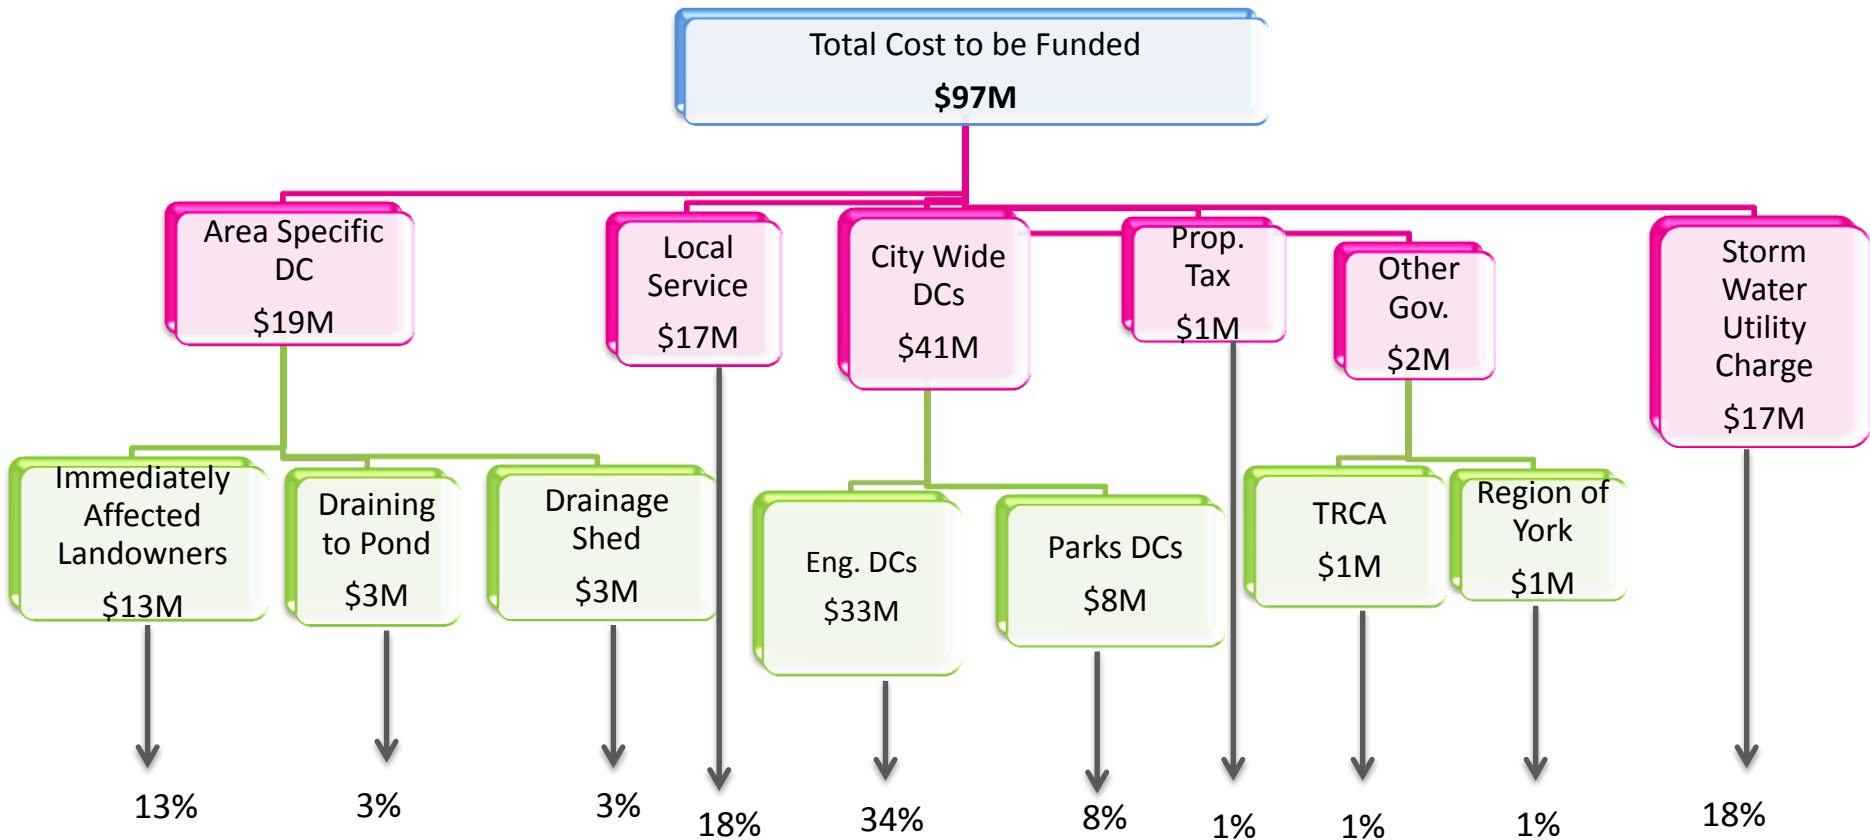 Total Cost to be Funded
$97M
Area Specific
DC
$19M
Local
Service
$17M
City Wide
DCs
$41M
Prop.
Tax
$1M
Other
Gov.
$2M
Storm
Water
Utility
Charge
$17M
Immediately
Affected
Landowners
$13M
Draining
to Pond
$3M
Drainage
Shed
$3M
Eng. DCs
$33M
Parks DCs
$8M
TRCA
$1M
Region of
York
$1M
13%
3%
3%
18%
34%
8%
1%
1%
1%
18%